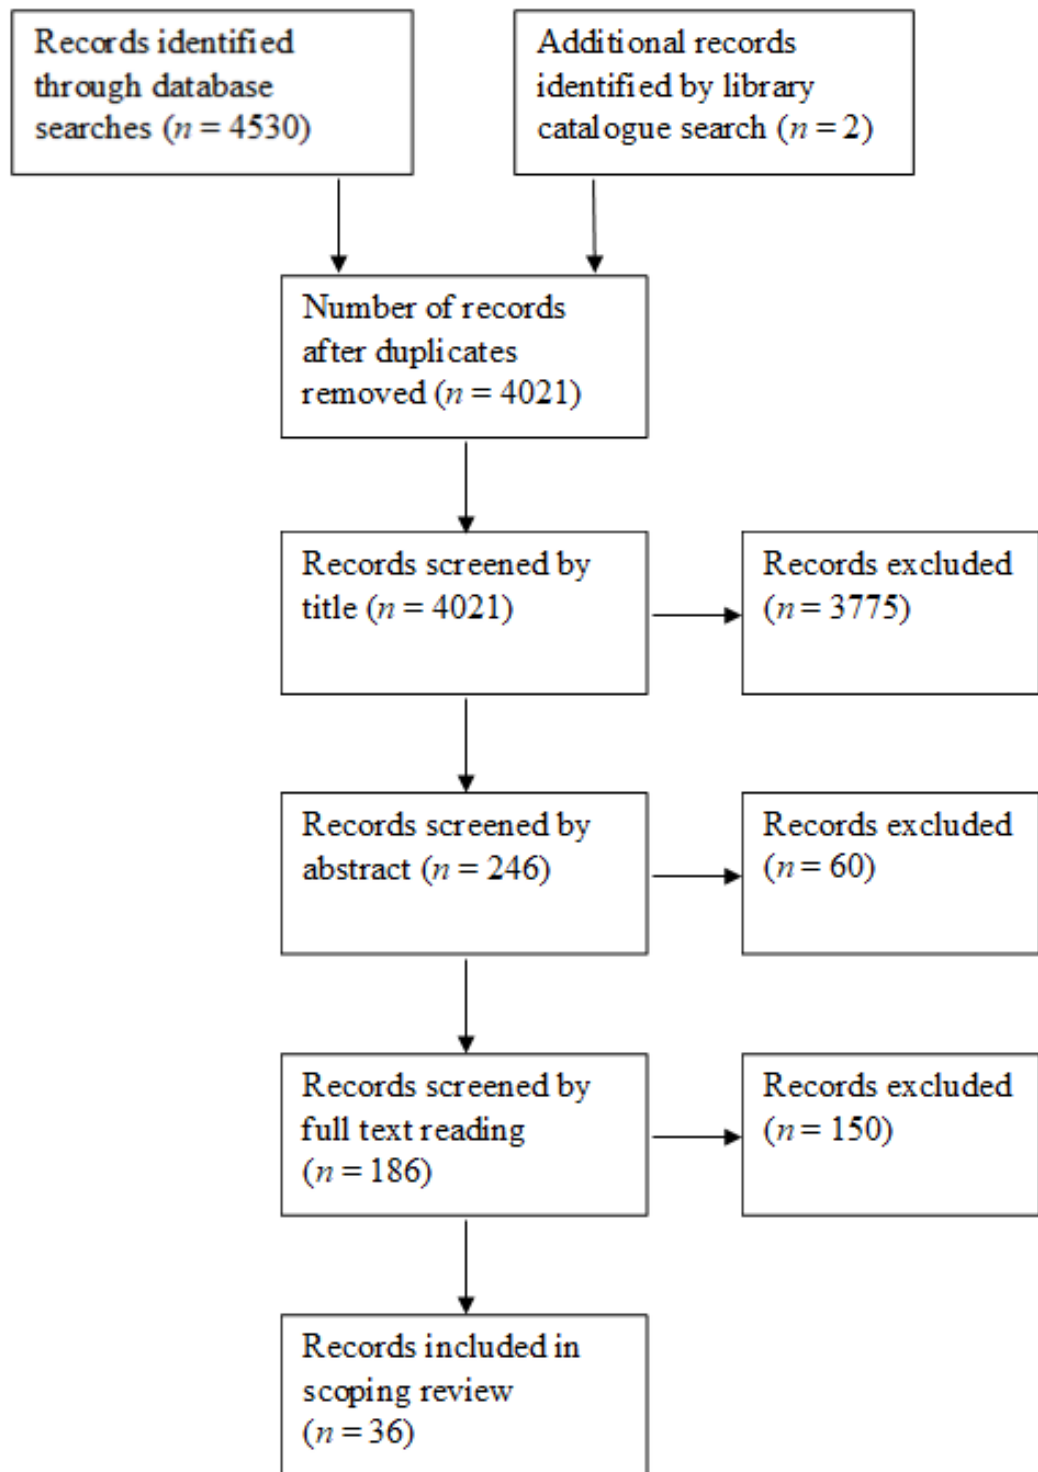 Records identified
through database
searches (n = 4530)
Additional records
identified by library
catalogue search (n = 2)
Number of records
after duplicates
removed (n = 4021)
Records screened by
title (n = 4021)
Records excluded
(n = 3775)
Records screened by
abstract (n = 246)
Records excluded
(n = 60)
Records screened by
full text reading
(n = 186)
Records excluded
(n = 150)
Records included in
scoping review
(n = 36)